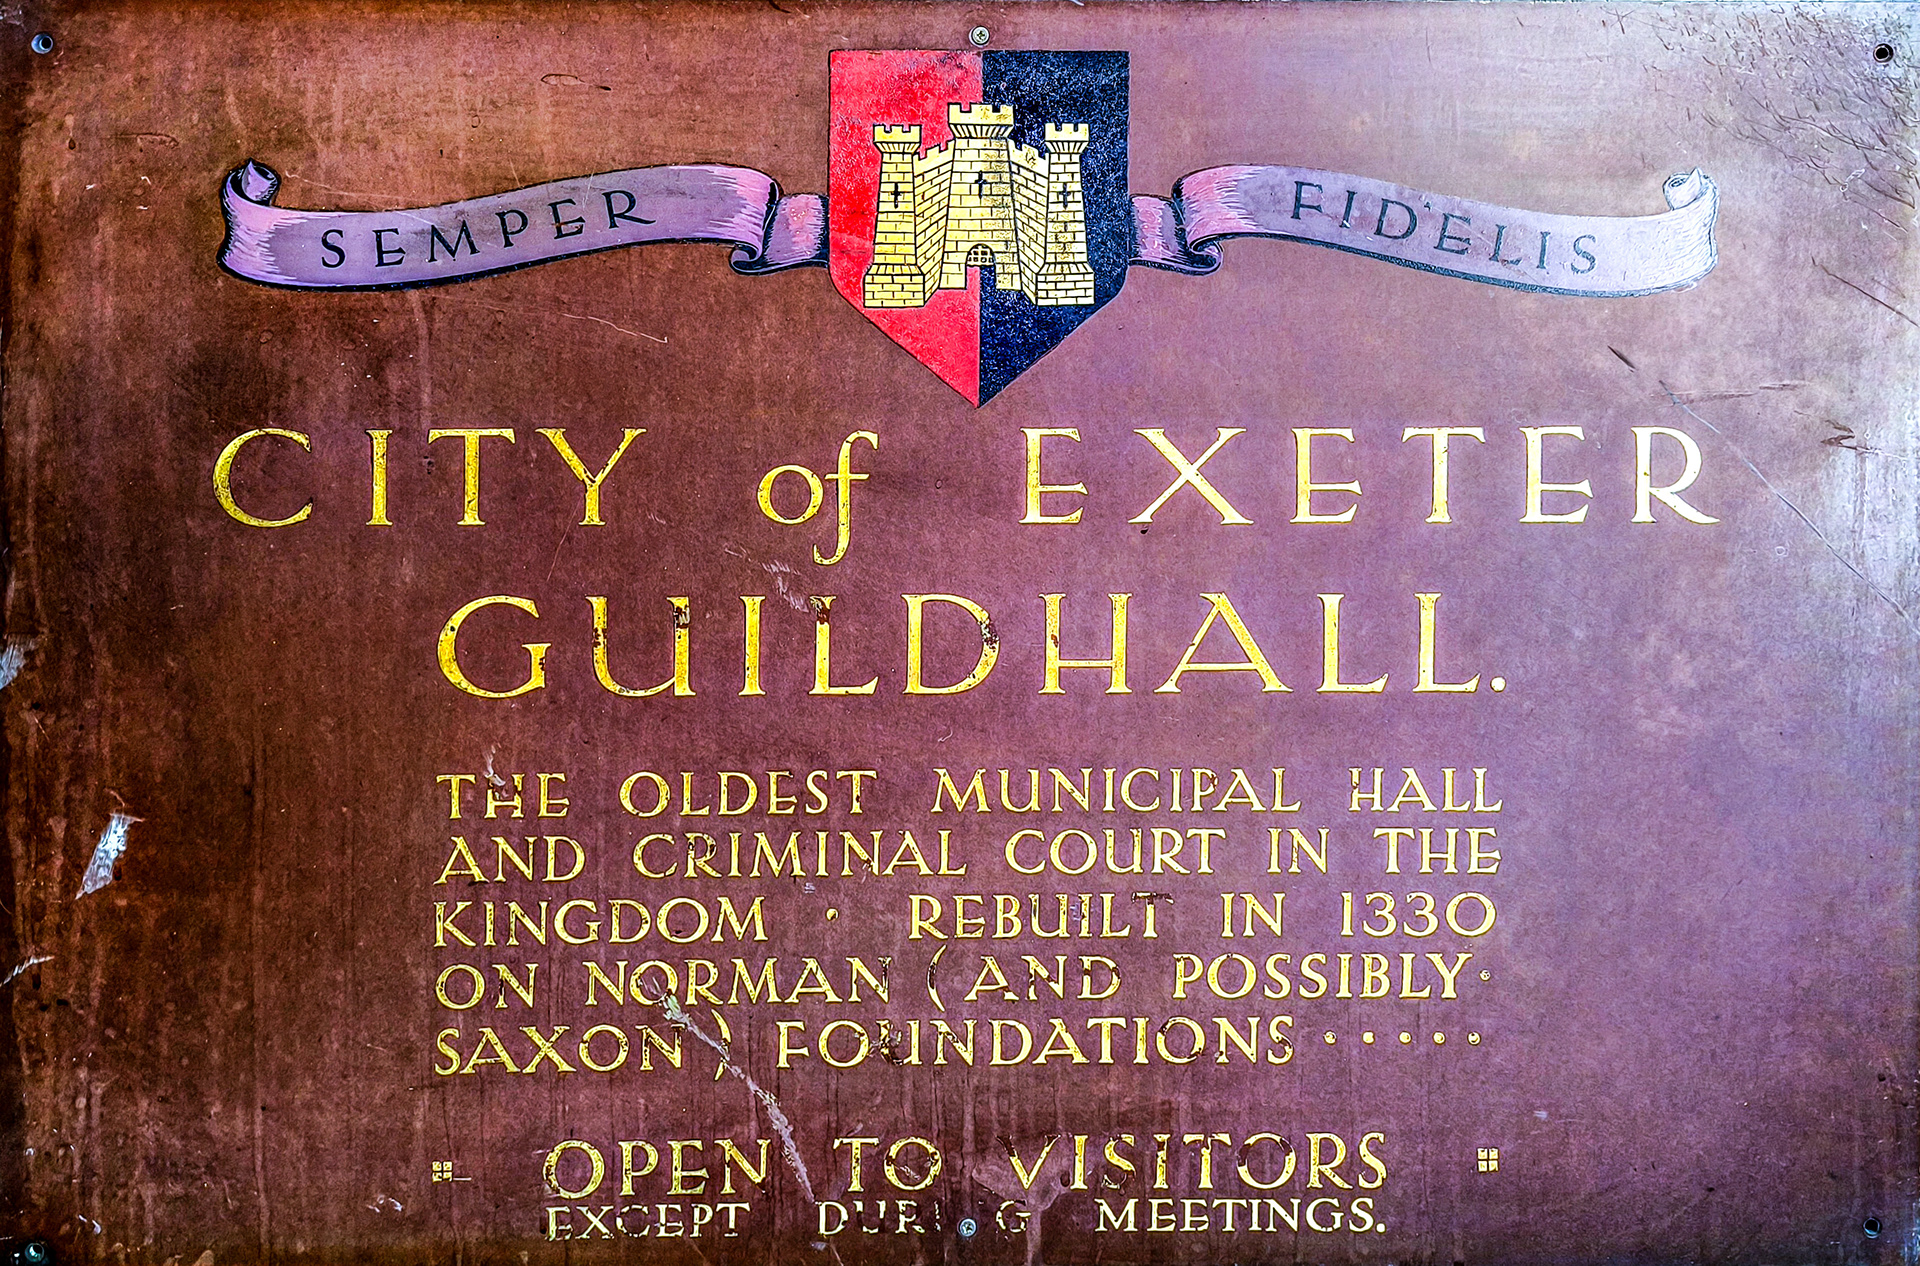 SEMPER FIDELIS
CITY of EXETER
GUILDHALL.
THE OLDEST MUNICIPAL HALL
AND CRIMINAL COURT IN THE
KINGDOM · REBUILT IN 1330
ON NORMAN (AND POSSIBLY·
SAXON) FOUNDATIONS · · · · ·
OPEN TO VISITORS
EXCEPT DURING MEETINGS.